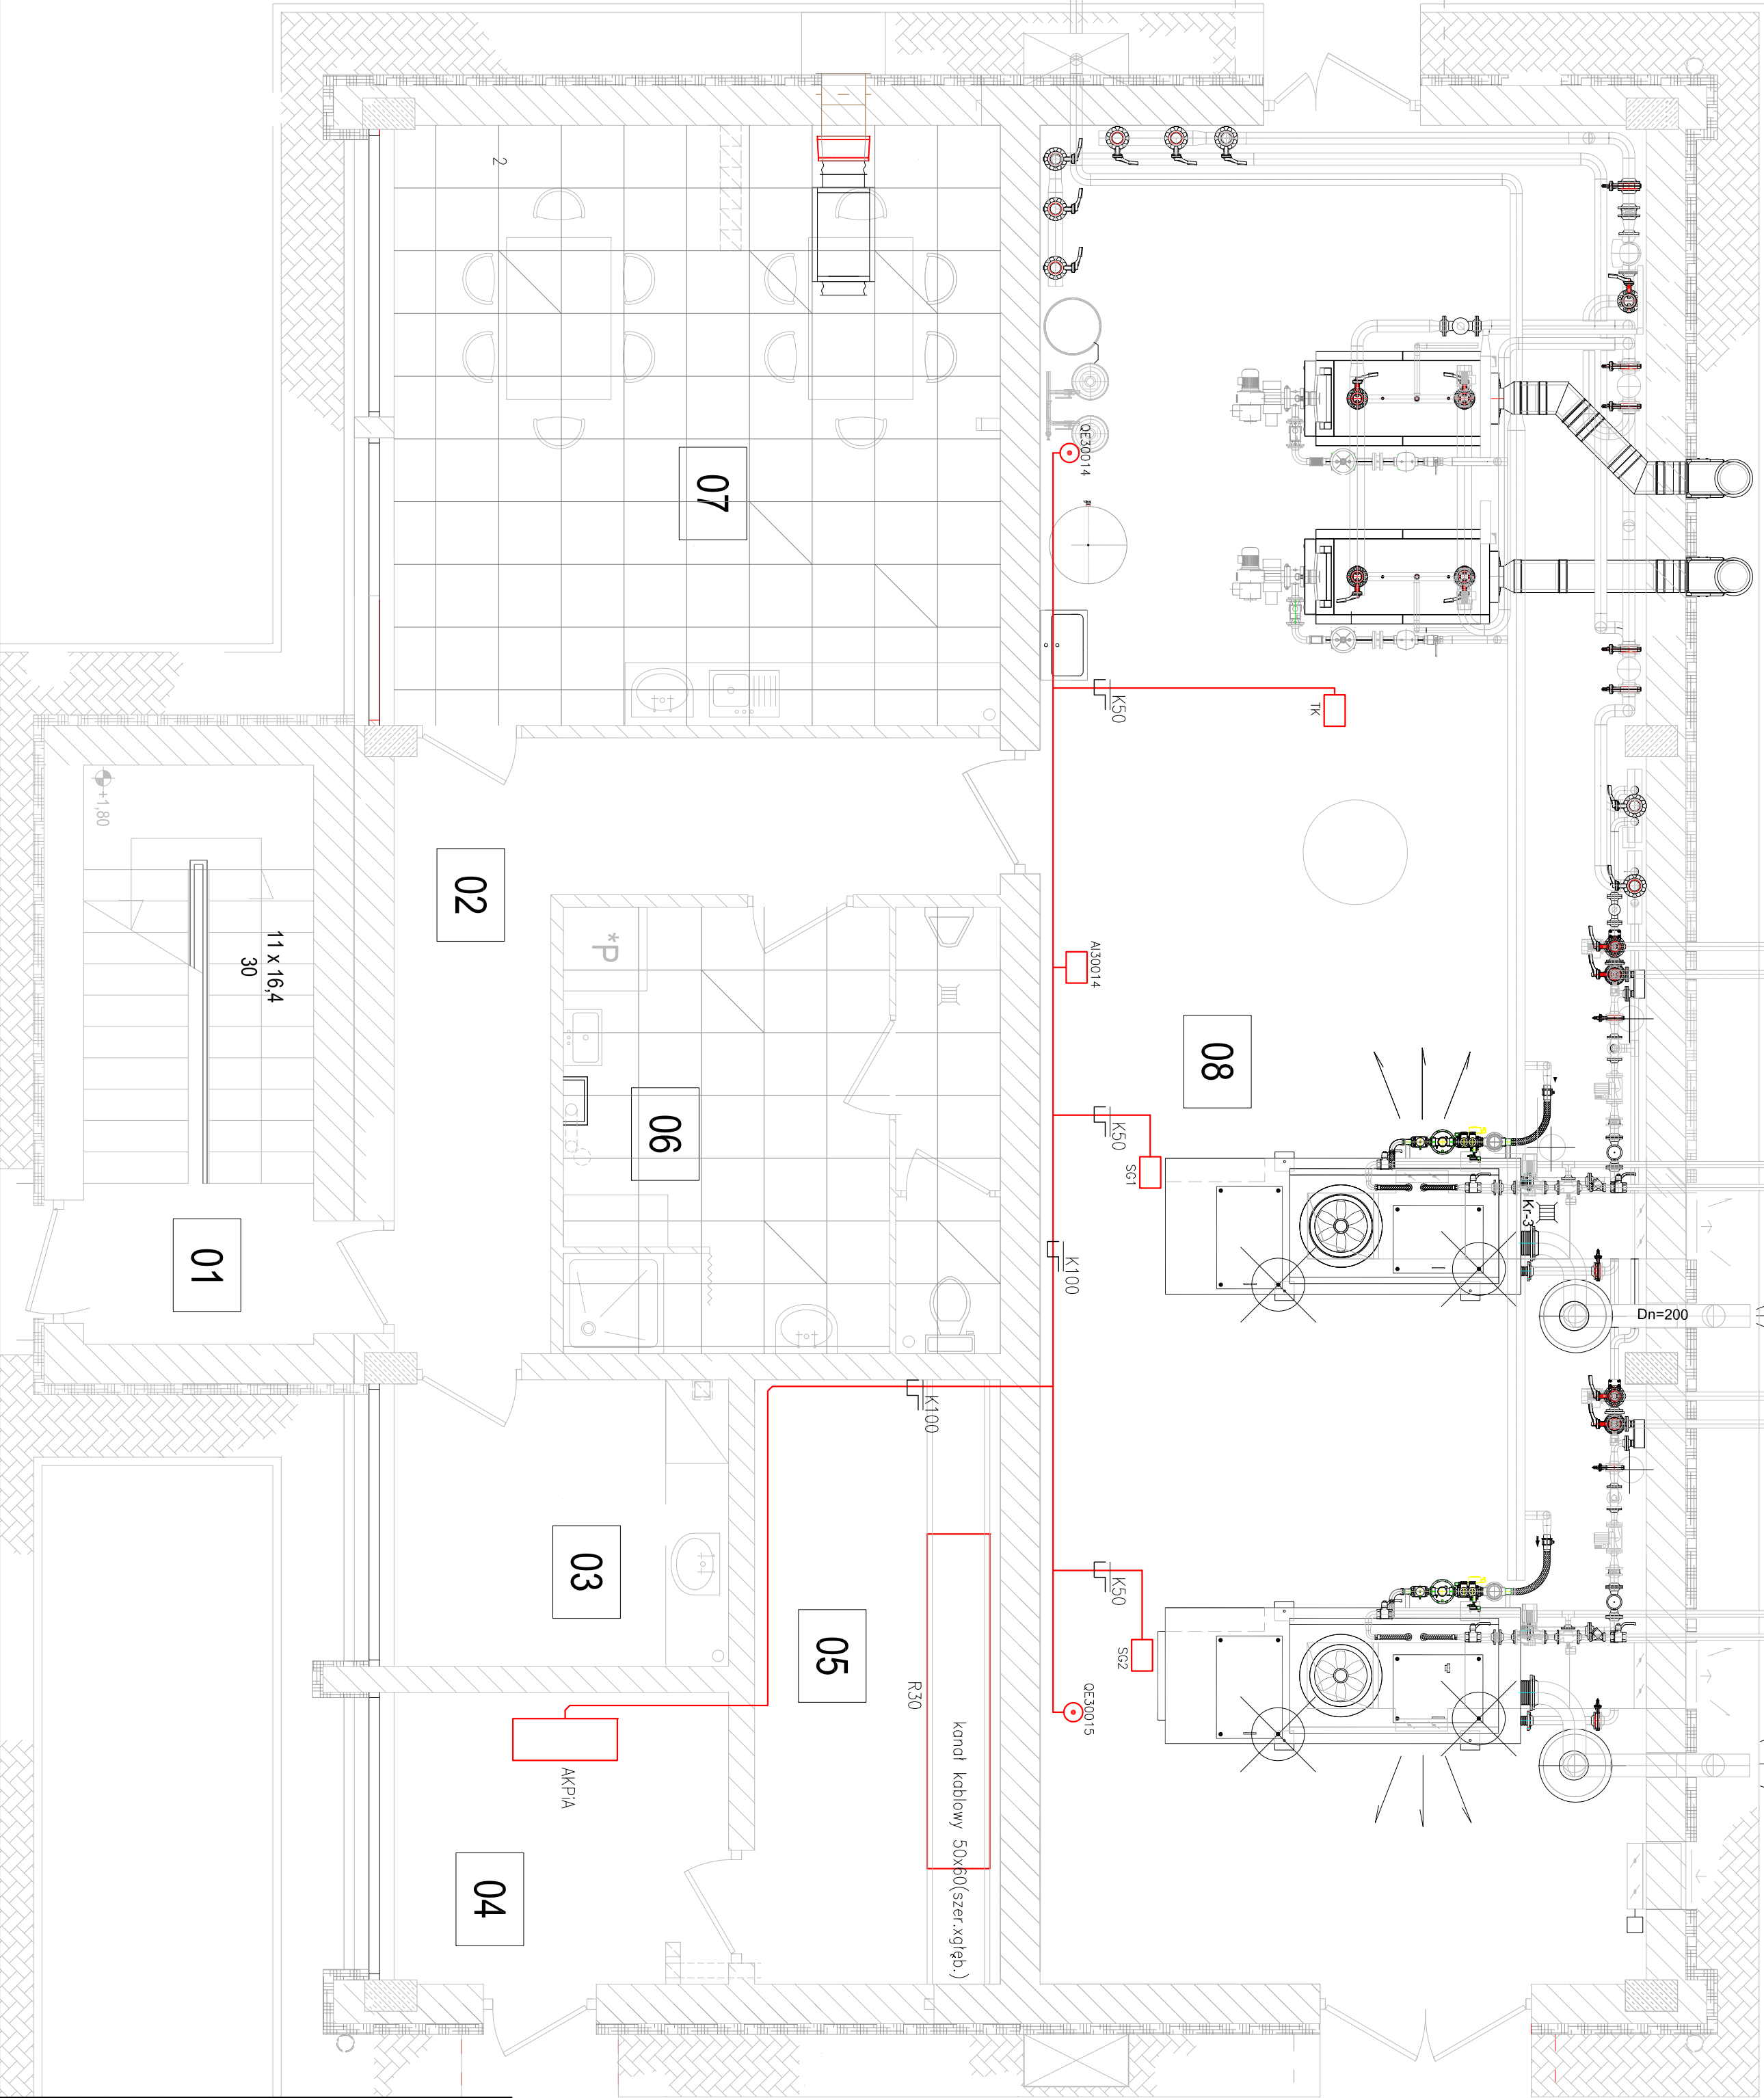 2
07
QE30014
K50
TK
+1,80
02
11 x 16,4
30
*P
AI30014
08
06
K50
SG1
Kr-3
01
K100
Dn=200
K100
03
K50
05
SG2
R30
QE30015
kanał kablowy 50x60(szer.xgłęb.)
AKPiA
04